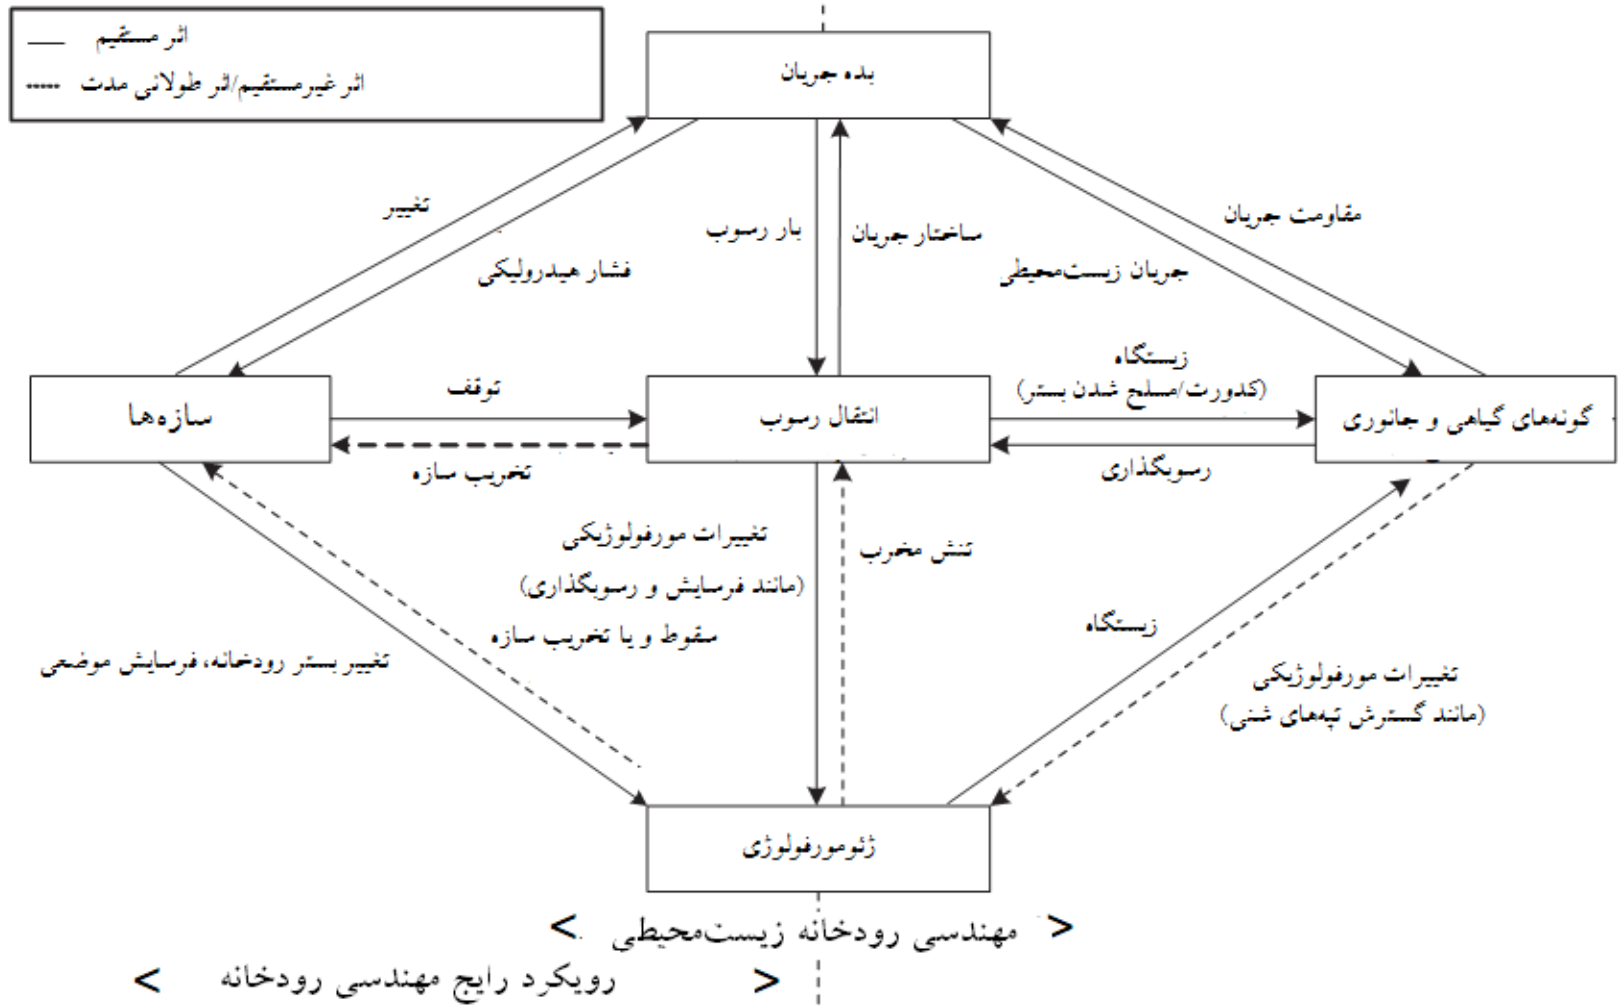 اثر مستقیم
اثر غیرمستقیم/اثر طولانی مدت
بده جریان
تغییر
فشار هیدرولیکی
بار رسوب
ساختار جریان
مقاومت جریان
جریان زیست‌محیطی
سازه‌ها
توقف
تخریب سازه
انتقال رسوب
زیستگاه
(کدورت/مسلح شدن بستر)
رسوبگذاری
گونه‌های گیاهی و جانوری
تغییرات مورفولوژیکی
(مانند فرسایش و رسوبگذاری)
سقوط و یا تخریب سازه
تنش مخرب
تغییر بستر رودخانه، فرسایش موضعی
زیستگاه
تغییرات مورفولوژیکی
(مانند گسترش تپه‌های شنی)
ژئومورفولوژی
< مهندسی رودخانه زیست‌محیطی >
< رویکرد رایج مهندسی رودخانه >